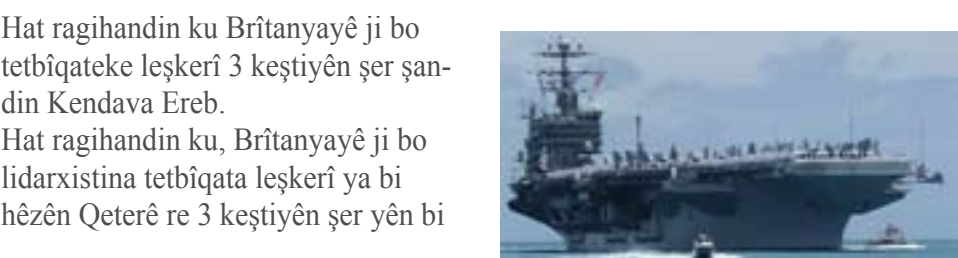 Hat ragihandin ku Brîtanyayê ji bo
tetbîqateke leşkerî 3 keştiyên şer şan-
din Kendava Ereb.
Hat ragihandin ku, Brîtanyayê ji bo
lidarxistina tetbîqata leşkerî ya bi
hêzên Qeterê re 3 keştiyên şer yên bi